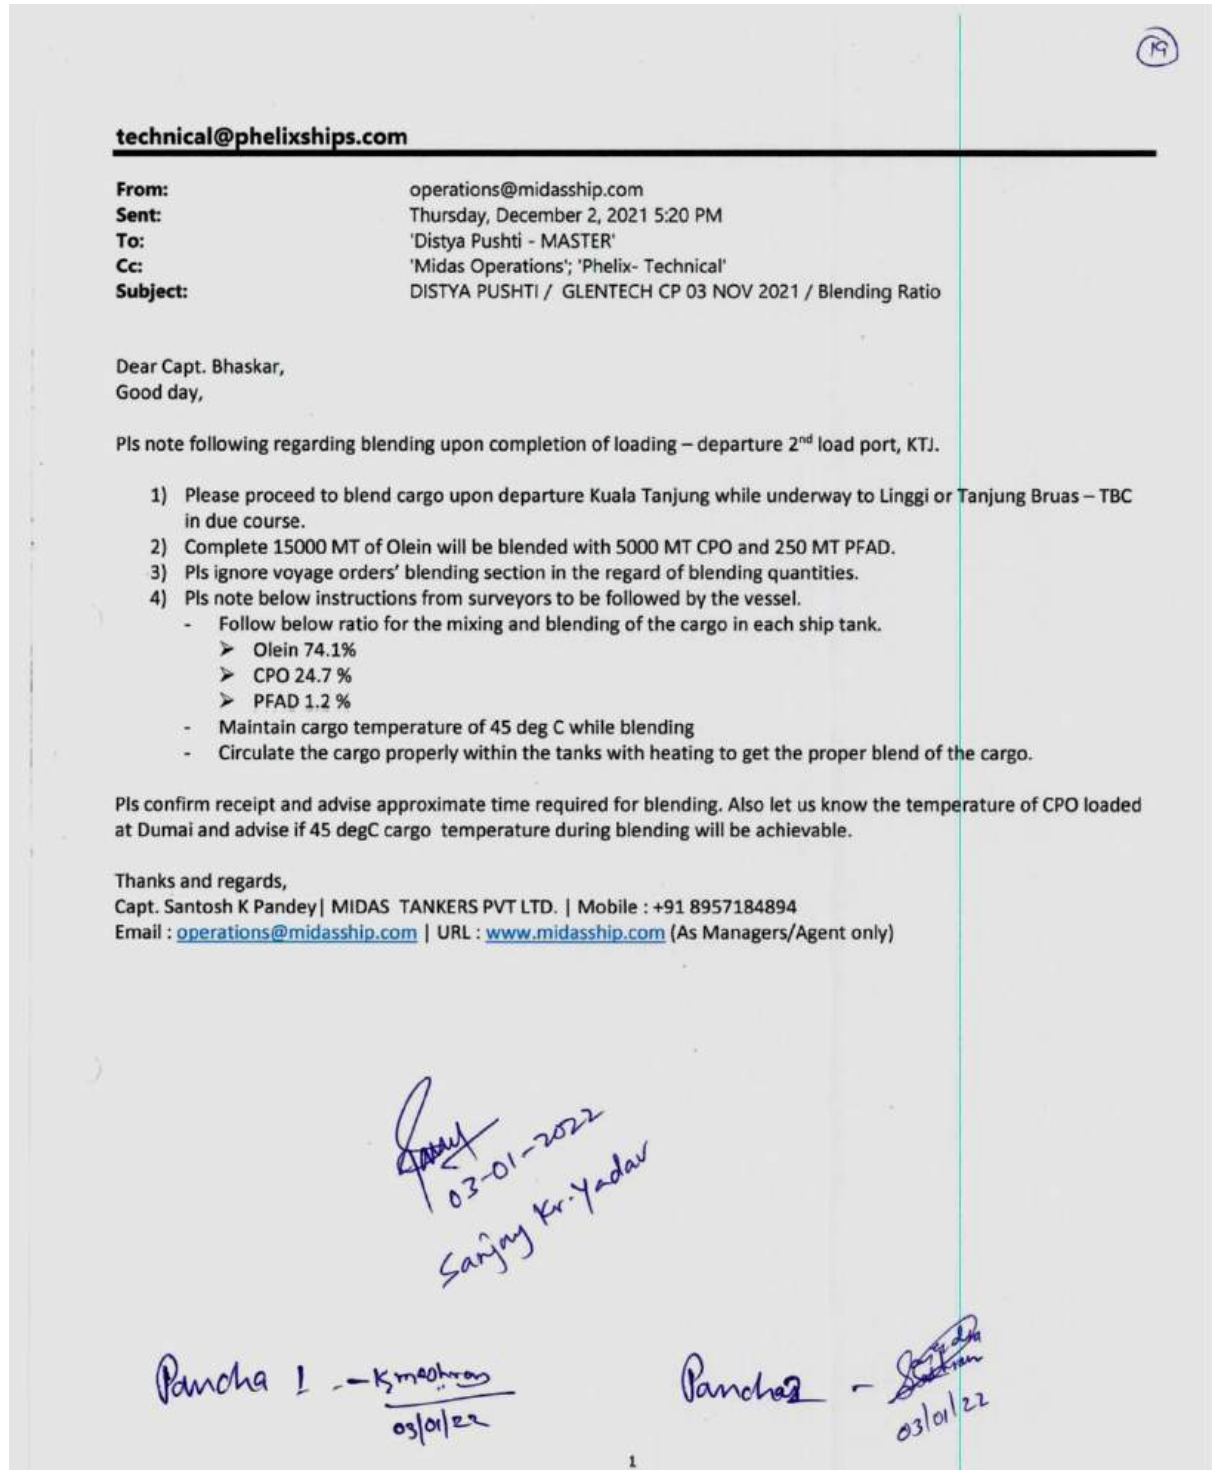 19
technical@phelixships.com
From: operations@midasship.com
Sent: Thursday, December 2, 2021 5:20 PM
To: 'Distya Pushti - MASTER'
Cc: 'Midas Operations'; 'Phelix- Technical'
Subject: DISTYA PUSHTI / GLENTECH CP 03 NOV 2021 / Blending Ratio
Dear Capt. Bhaskar,
Good day,
Pls note following regarding blending upon completion of loading – departure 2nd load port, KTJ.
1) Please proceed to blend cargo upon departure Kuala Tanjung while underway to Linggi or Tanjung Bruas – TBC
in due course.
2) Complete 15000 MT of Olein will be blended with 5000 MT CPO and 250 MT PFAD.
3) Pls ignore voyage orders' blending section in the regard of blending quantities.
4) Pls note below instructions from surveyors to be followed by the vessel.
- Follow below ratio for the mixing and blending of the cargo in each ship tank.
➢ Olein 74.1%
➢ CPO 24.7 %
➢ PFAD 1.2 %
- Maintain cargo temperature of 45 deg C while blending
- Circulate the cargo properly within the tanks with heating to get the proper blend of the cargo.
Pls confirm receipt and advise approximate time required for blending. Also let us know the temperature of CPO loaded
at Dumai and advise if 45 degC cargo temperature during blending will be achievable.
Thanks and regards,
Capt. Santosh K Pandey| MIDAS TANKERS PVT LTD. | Mobile : +91 8957184894
Email : operations@midasship.com | URL : www.midasship.com (As Managers/Agent only)
03-01-2022
Sanjay Kr. Yadav
Pancha 1 -
03/01/22
Pancha2 -
03/01/22
1